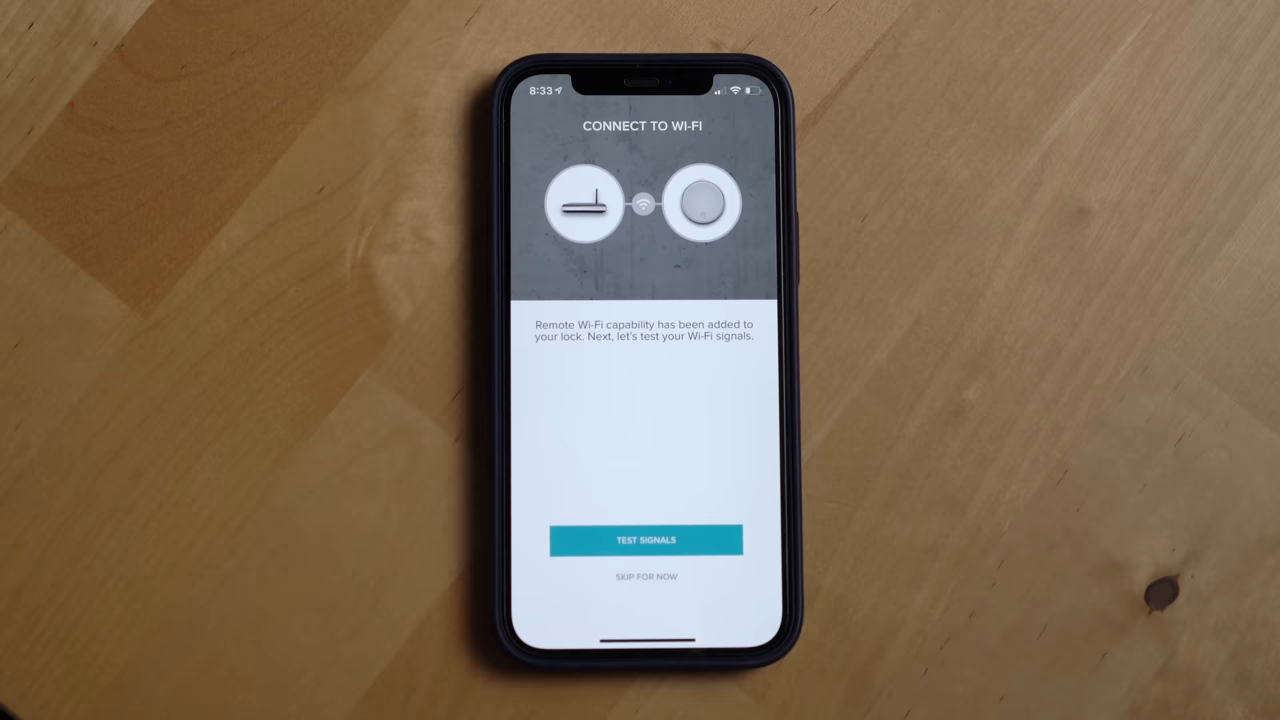 8:33
CONNECT TO WI-FI
Remote Wi-Fi capability has been added to
your lock. Next, let's test your Wi-Fi signals.
TEST SIGNALS
SKIP FOR NOW